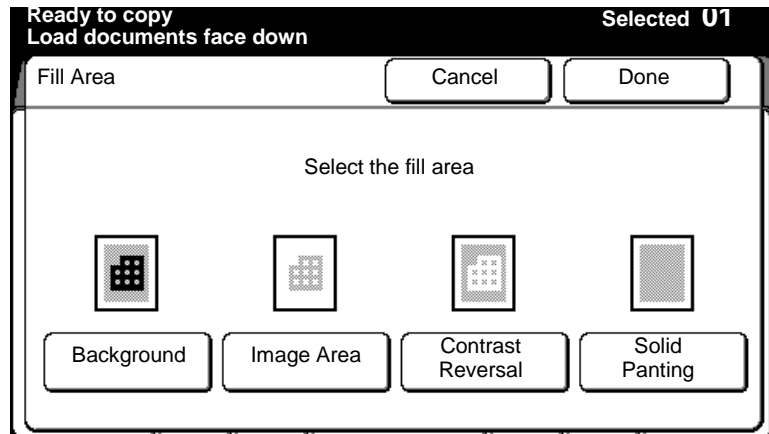 Ready to copy
Selected 01
Load documents face down
Fill Area
Cancel
Done
Select the fill area
Background
Image Area
Contrast
Reversal
Solid
Panting